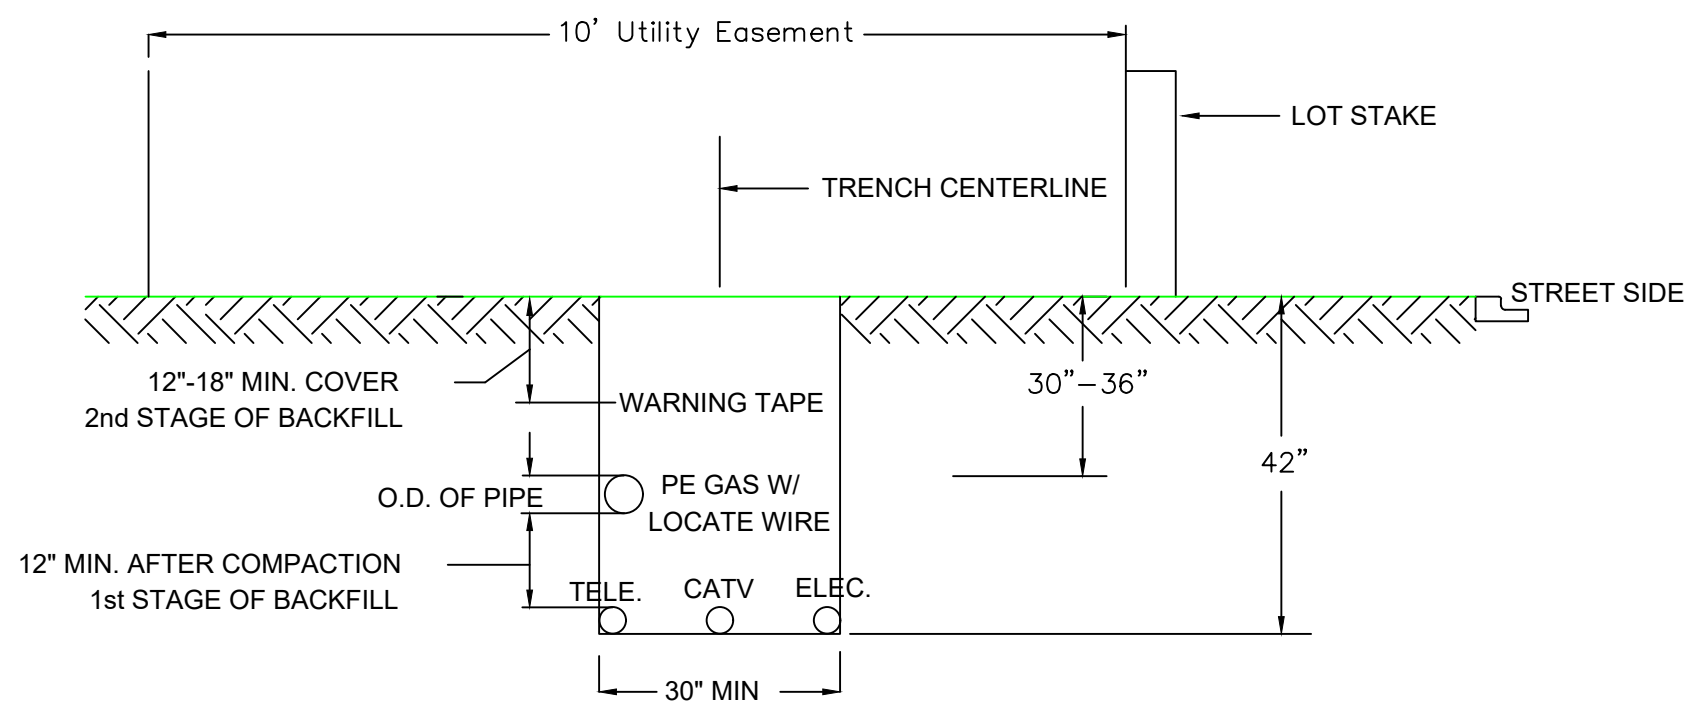 10' Utility Easement
LOT STAKE
TRENCH CENTERLINE
STREET SIDE
12"-18" MIN. COVER
2nd STAGE OF BACKFILL
30"-36"
WARNING TAPE
42"
PE GAS W/
LOCATE WIRE
O.D. OF PIPE
12" MIN. AFTER COMPACTION
1st STAGE OF BACKFILL
TELE.
CATV
ELEC.
30" MIN